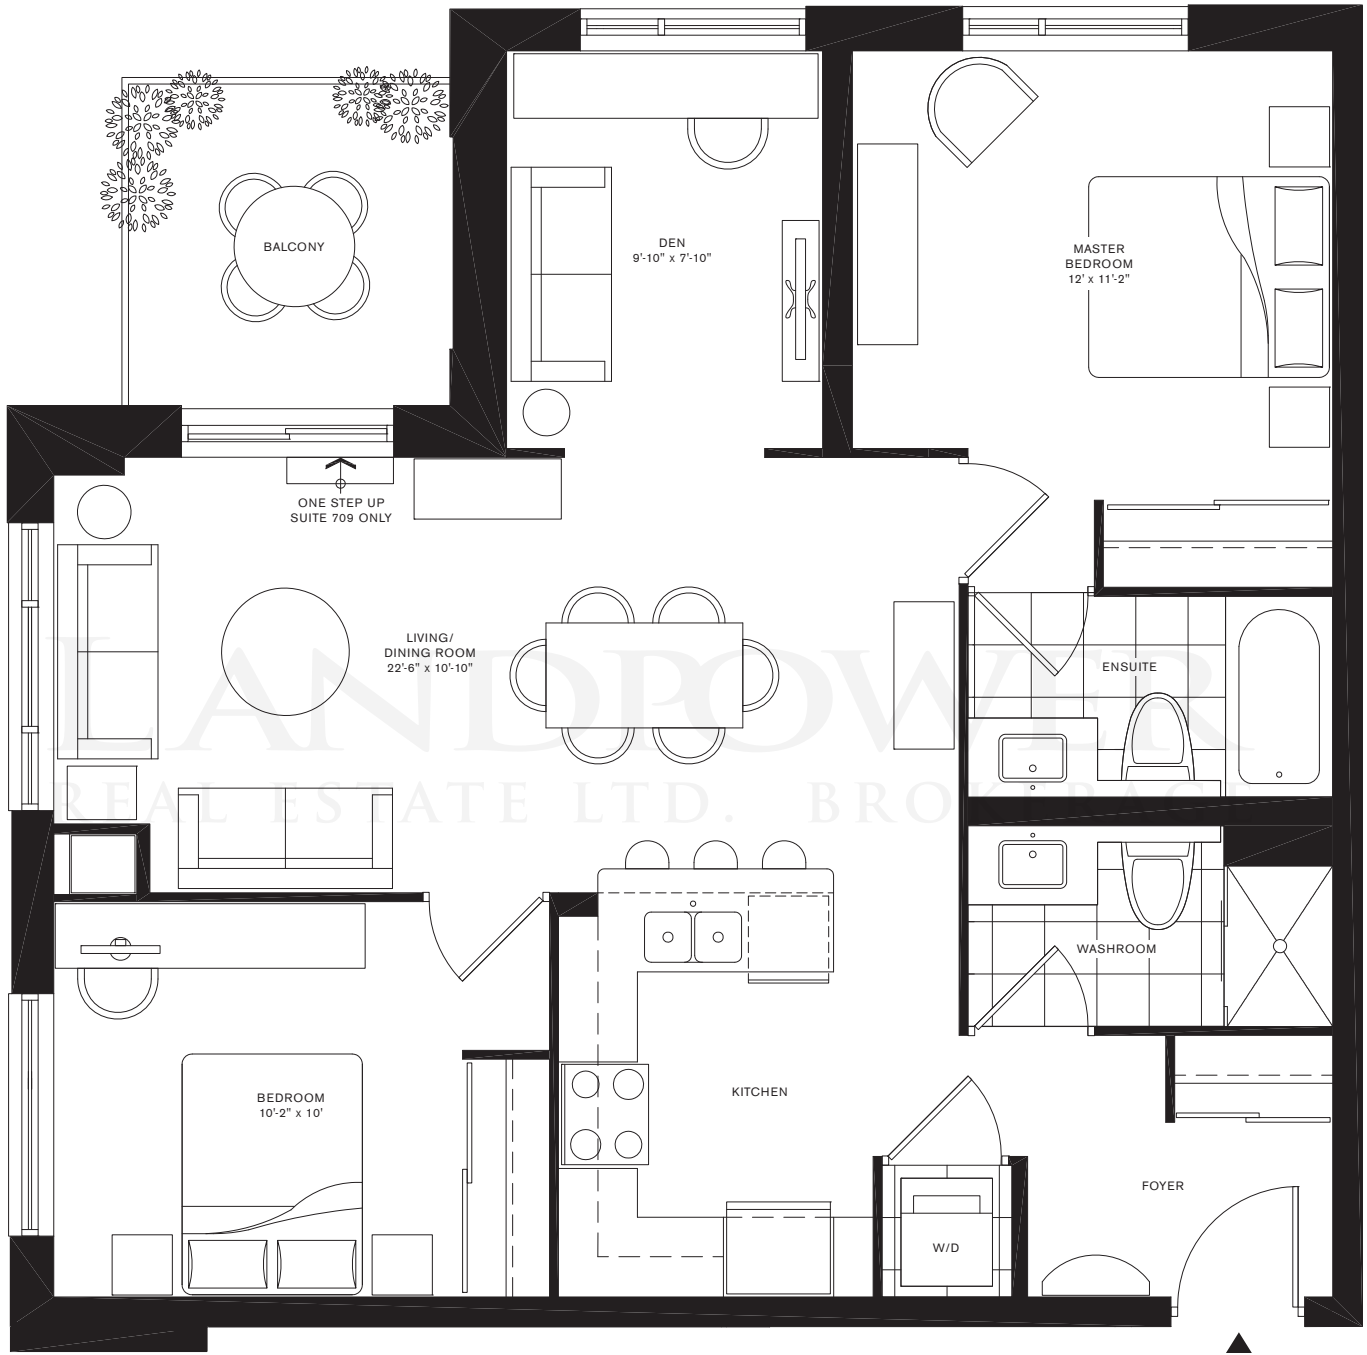 BALCONY
DEN
9'-10" x 7'-10"
MASTER
BEDROOM
12' x 11'-2"
ONE STEP UP
SUITE 709 ONLY
LIVING/
DINING ROOM
22'-6" x 10'-10"
ENSUITE
LANDPOWER
REAL ESTATE LTD. BROKERAGE
WASHROOM
KITCHEN
BEDROOM
10'-2" x 10'
FOYER
W/D